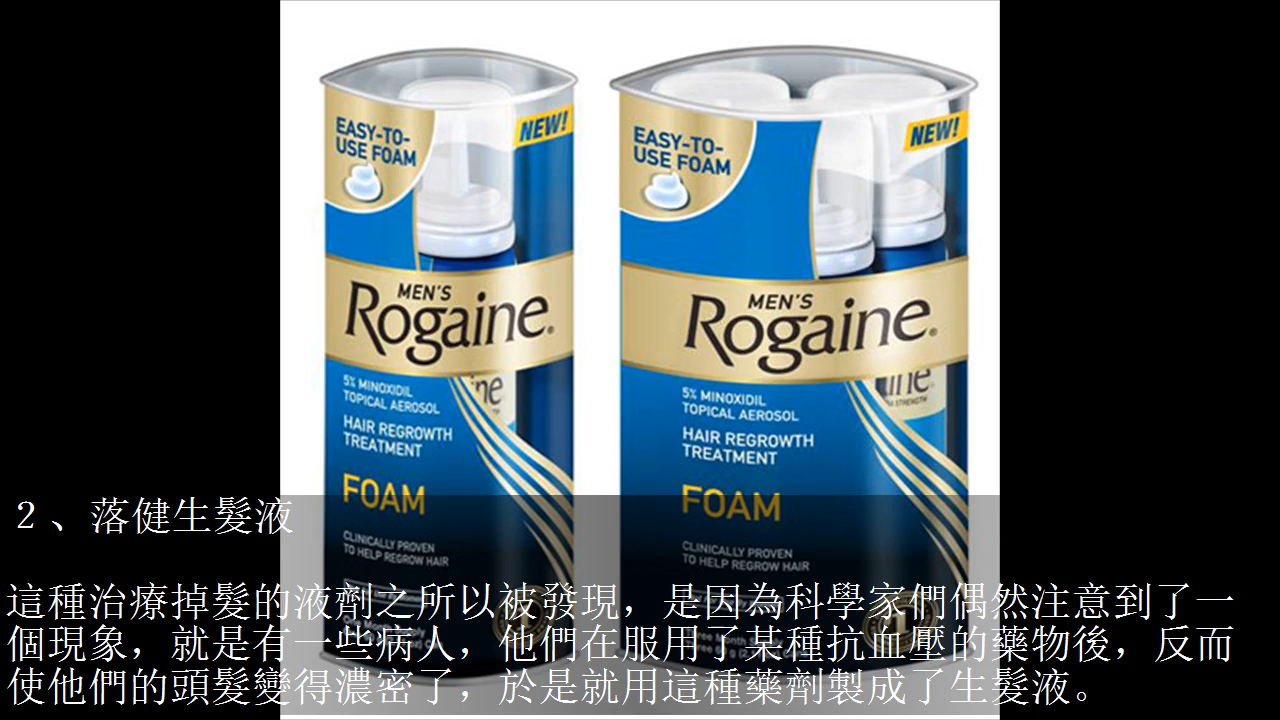 EASY-TO-
USE FOAM
NEW!
MEN'S
Rogaine®
5% MINOXIDIL
TOPICAL AEROSOL
HAIR REGROWTH
TREATMENT
FOAM
CLINICALLY PROVEN
TO HELP REGROW HAIR
EASY-TO-
USE FOAM
NEW!
MEN'S
Rogaine®
ine
STRENGTH
5% MINOXIDIL
TOPICAL AEROSOL
HAIR REGROWTH
TREATMENT
FOAM
CLINICALLY PROVEN
TO HELP REGROW HAIR
2、落健生髮液
這種治療掉髮的液劑之所以被發現，是因為科學家們偶然注意到了一
個現象，就是有一些病人，他們在服用了某種抗血壓的藥物後，反而
使他們的頭髮變得濃密了，於是就用這種藥劑製成了生髮液。